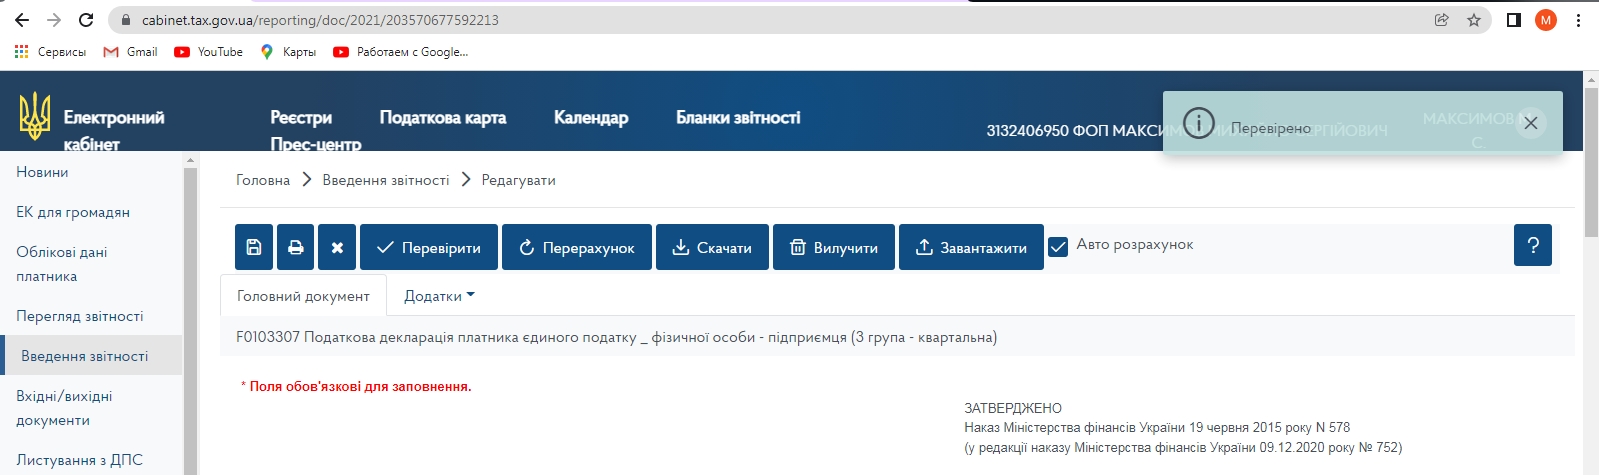 cabinet.tax.gov.ua/reporting/doc/2021/203570677592213
M
Сервисы Gmail YouTube Карты Работаем с Google...
Електронний кабінет
Реєстри Податкова карта Календар Бланки звітності
Прес-центр
3132406950 ФОП МАКСИМОВ
МАКСИМОВ М
С.
Перевірено
Новини
ЕК для громадян
Облікові дані
платника
Перегляд звітності
Введення звітності
Вхідні/вихідні
документи
Листування з ДПС
Головна > Введення звітності > Редагувати
Перевірити Перерахунок Скачати Вилучити Завантажити Авто розрахунок ?
Головний документ Додатки
F0103307 Податкова декларація платника єдиного податку _ фізичної особи - підприємця (3 група - квартальна)
* Поля обов'язкові для заповнення.
ЗАТВЕРДЖЕНО
Наказ Міністерства фінансів України 19 червня 2015 року N 578
(у редакції наказу Міністерства фінансів України 09.12.2020 року № 752)